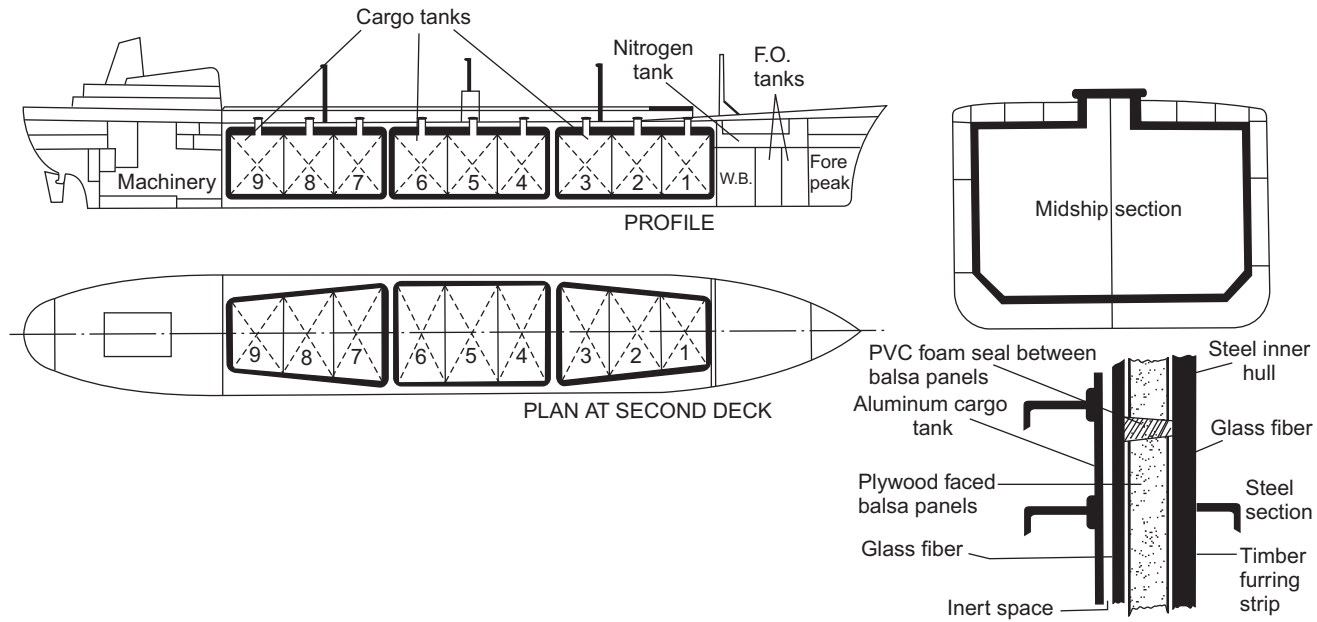 Cargo tanks
Nitrogen
tank
F.O.
tanks
Machinery
9
8
7
6
5
4
3
2
1
W.B.
Fore
peak
PROFILE
Midship section
9
8
7
6
5
4
3
2
1
PLAN AT SECOND DECK
PVC foam seal between
balsa panels
Aluminum cargo
tank
Plywood faced
balsa panels
Glass fiber
Inert space
Steel inner
hull
Glass fiber
Steel
section
Timber
furring
strip